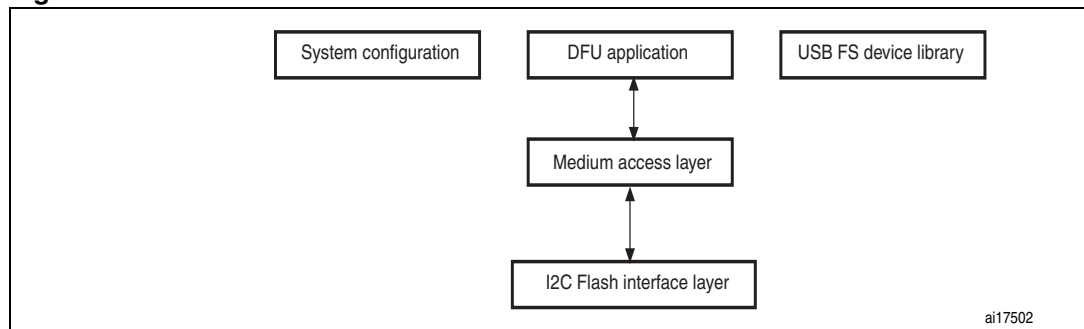 System configuration
DFU application
USB FS device library
Medium access layer
I2C Flash interface layer
ai17502